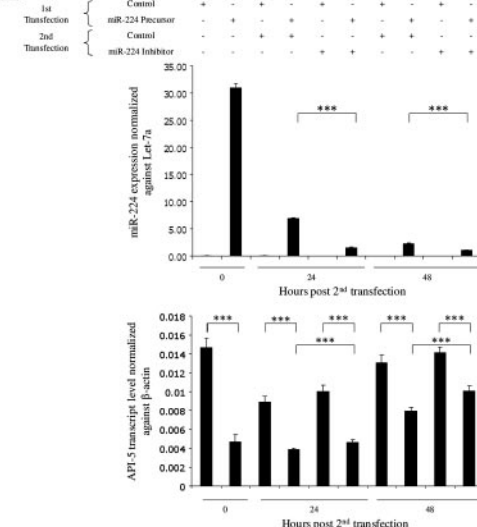 1st Transfection { Control + - + - + - + - + -
miR-224 Precursor - + - + - + - + - +
2nd Transfection { Control - - + + - - + + - -
miR-224 Inhibitor - - - - + + - - + +
miR-224 expression normalized against Let-7a
35.00
30.00
25.00
20.00
15.00
10.00
5.00
0.00
*** ***
0 24 48
Hours post 2nd transfection
API-5 transcript level normalized against β-actin
0.018
0.016
0.014
0.012
0.01
0.008
0.006
0.004
0.002
0
*** *** *** *** ***
*** ***
0 24 48
Hours post 2nd transfection